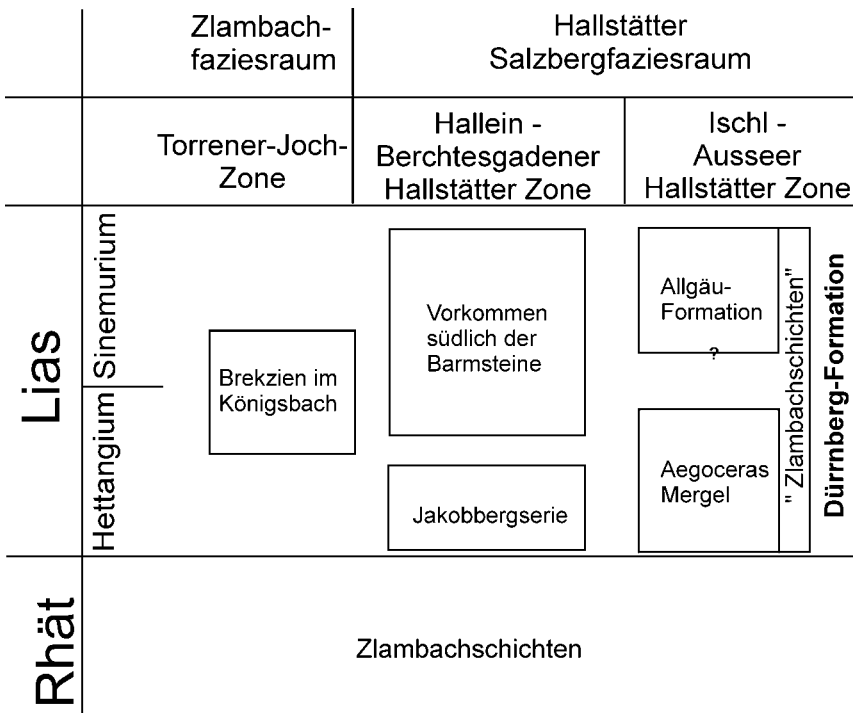 Zlambach-
faziesraum
Hallstätter
Salzbergfaziesraum
Torrener-Joch-
Zone
Hallein -
Berchtesgadener
Hallstätter Zone
Ischl -
Ausseer
Hallstätter Zone
Lias
Sinemurium
Hettangium
Brekzien im
Königsbach
Vorkommen
südlich der
Barmsteine
Jakobbergserie
Allgäu-
Formation
?
Aegoceras
Mergel
" Zlambachschichten"
Dürrnberg-Formation
Rhät
Zlambachschichten